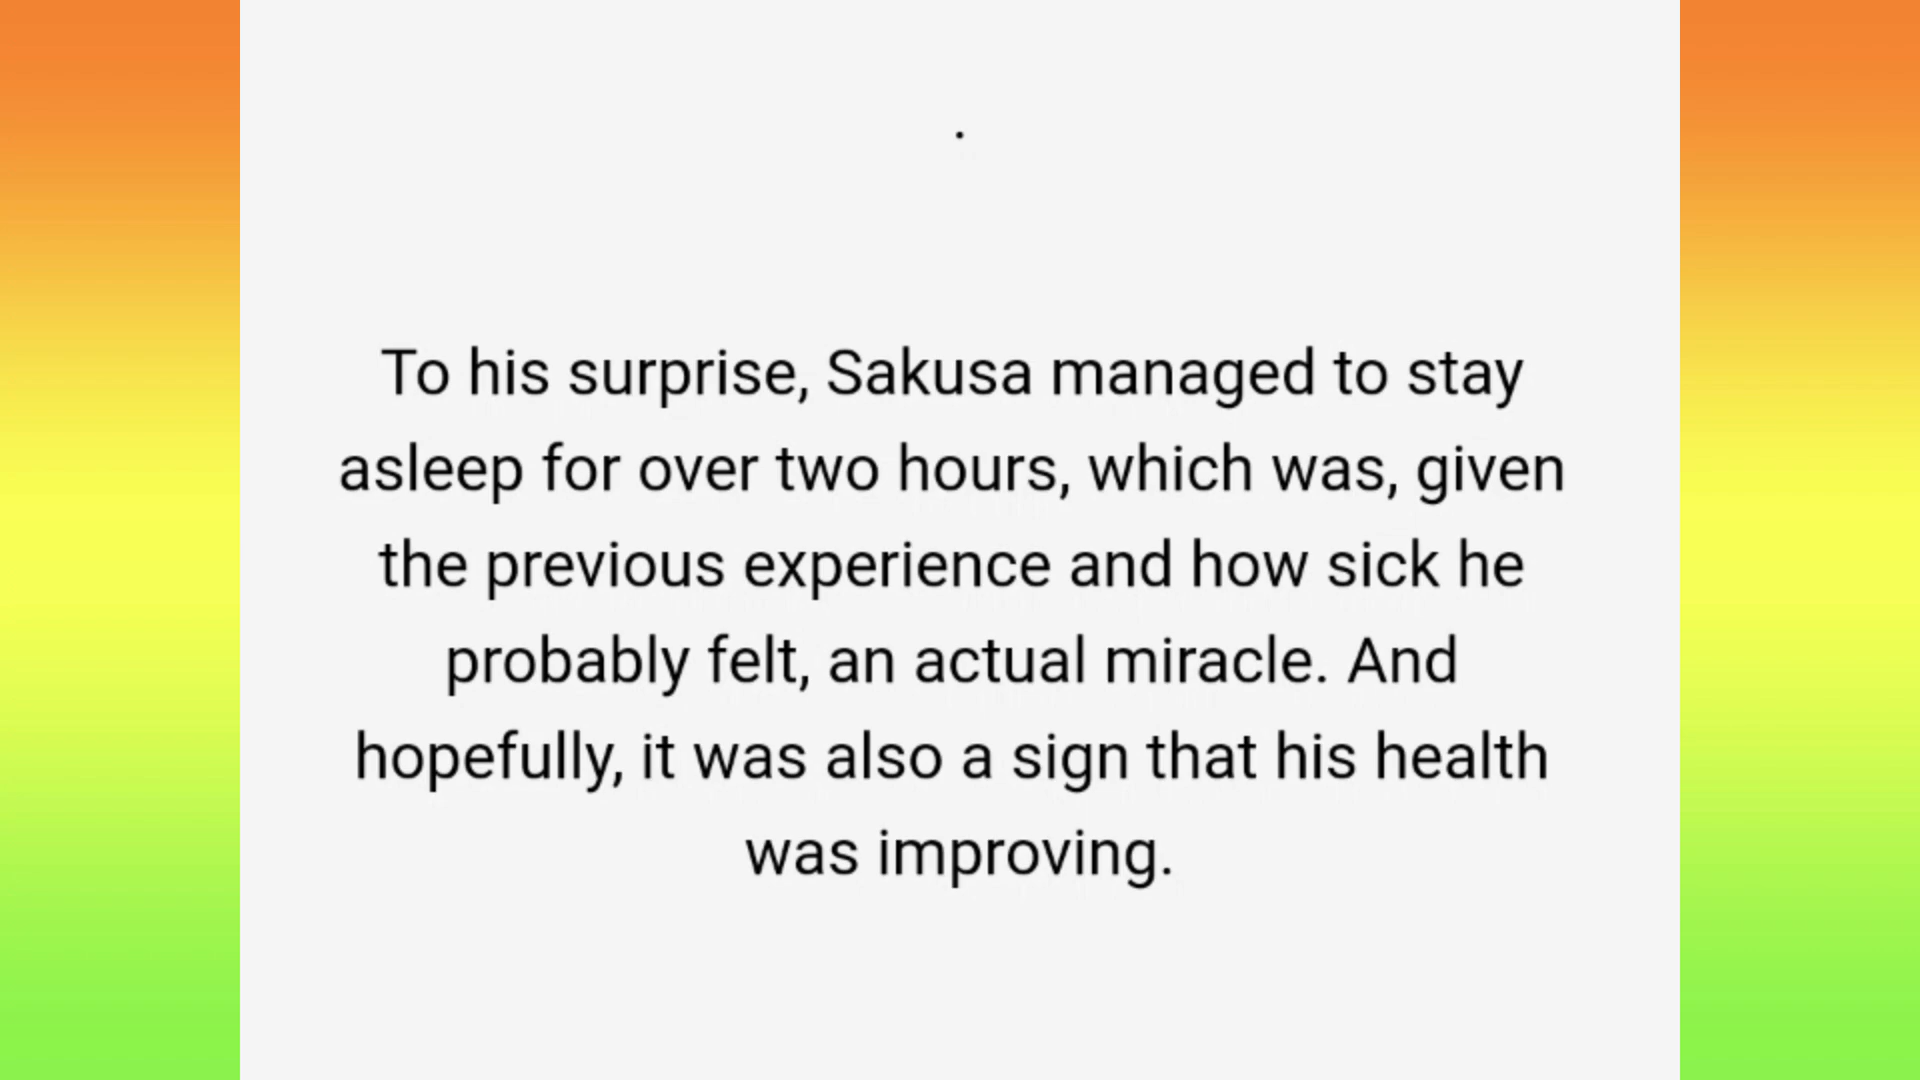 .
To his surprise, Sakusa managed to stay
asleep for over two hours, which was, given
the previous experience and how sick he
probably felt, an actual miracle. And
hopefully, it was also a sign that his health
was improving.